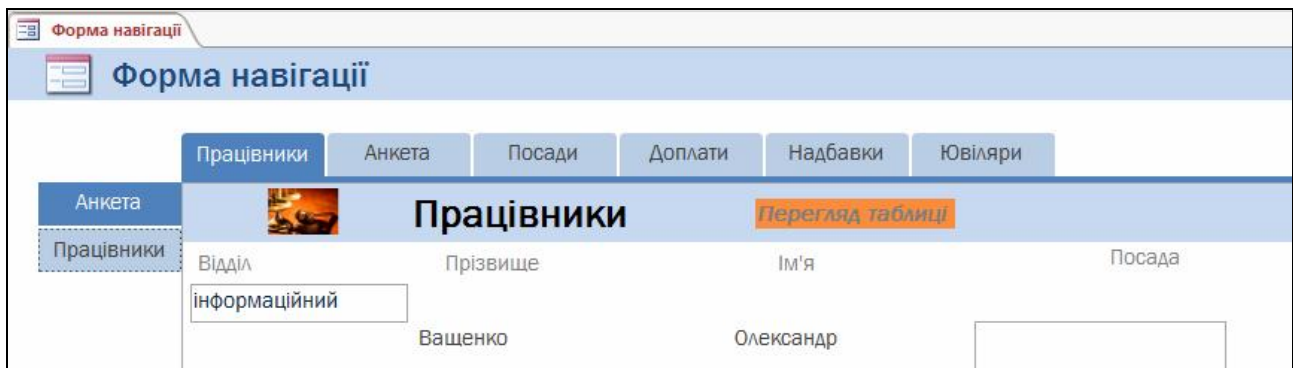 Форма навігації
Форма навігації
Працівники Анкета Посади Доплати Надбавки Ювіляри
Анкета
Працівники
Працівники Перегляд таблиці
Відділ Прізвище Ім'я Посада
інформаційний
Ващенко Олександр